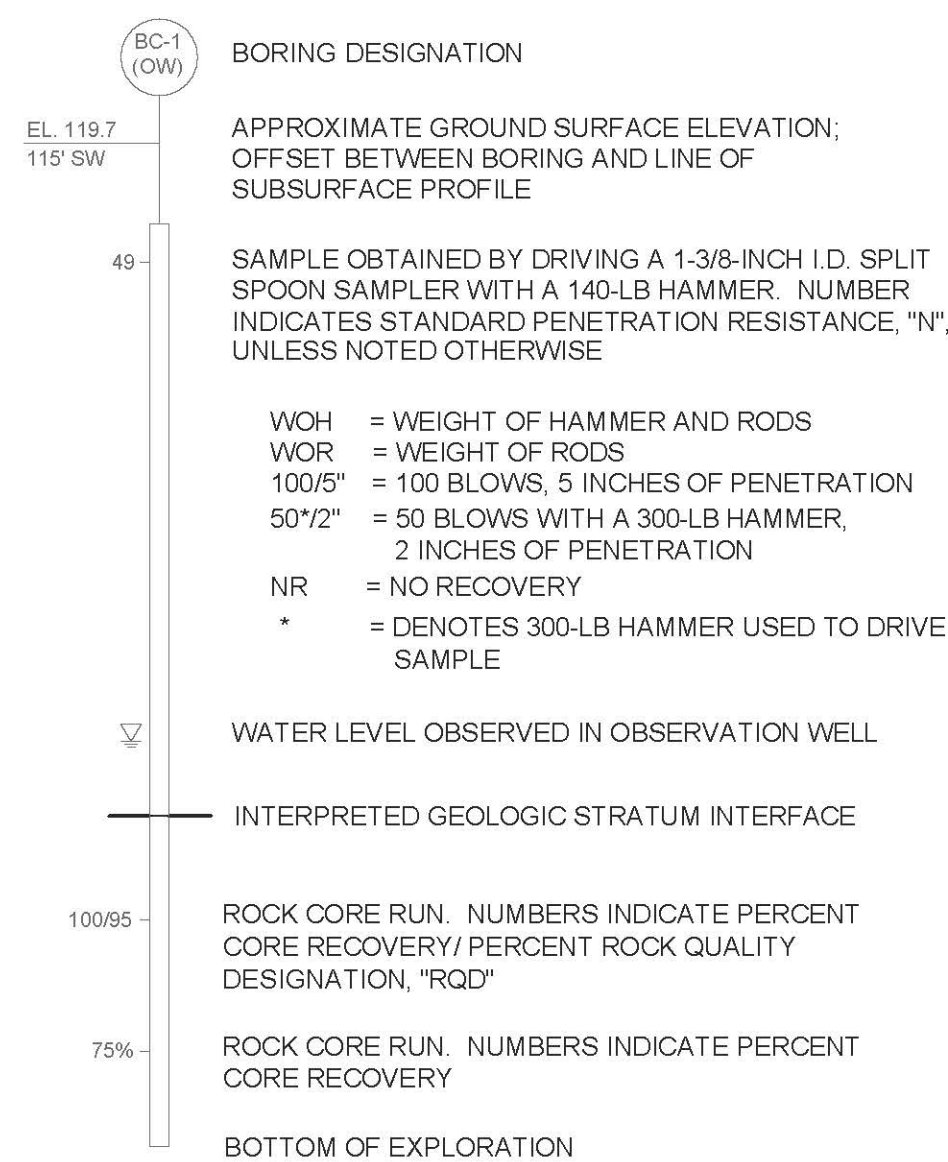 BC-1
(OW)
BORING DESIGNATION
EL. 119.7
115' SW
APPROXIMATE GROUND SURFACE ELEVATION;
OFFSET BETWEEN BORING AND LINE OF
SUBSURFACE PROFILE
49
SAMPLE OBTAINED BY DRIVING A 1-3/8-INCH I.D. SPLIT
SPOON SAMPLER WITH A 140-LB HAMMER. NUMBER
INDICATES STANDARD PENETRATION RESISTANCE, "N",
UNLESS NOTED OTHERWISE
WOH = WEIGHT OF HAMMER AND RODS
WOR = WEIGHT OF RODS
100/5" = 100 BLOWS, 5 INCHES OF PENETRATION
50*/2" = 50 BLOWS WITH A 300-LB HAMMER,
2 INCHES OF PENETRATION
NR = NO RECOVERY
* = DENOTES 300-LB HAMMER USED TO DRIVE
SAMPLE
WATER LEVEL OBSERVED IN OBSERVATION WELL
INTERPRETED GEOLOGIC STRATUM INTERFACE
100/95
ROCK CORE RUN. NUMBERS INDICATE PERCENT
CORE RECOVERY/ PERCENT ROCK QUALITY
DESIGNATION, "RQD"
75%
ROCK CORE RUN. NUMBERS INDICATE PERCENT
CORE RECOVERY
BOTTOM OF EXPLORATION